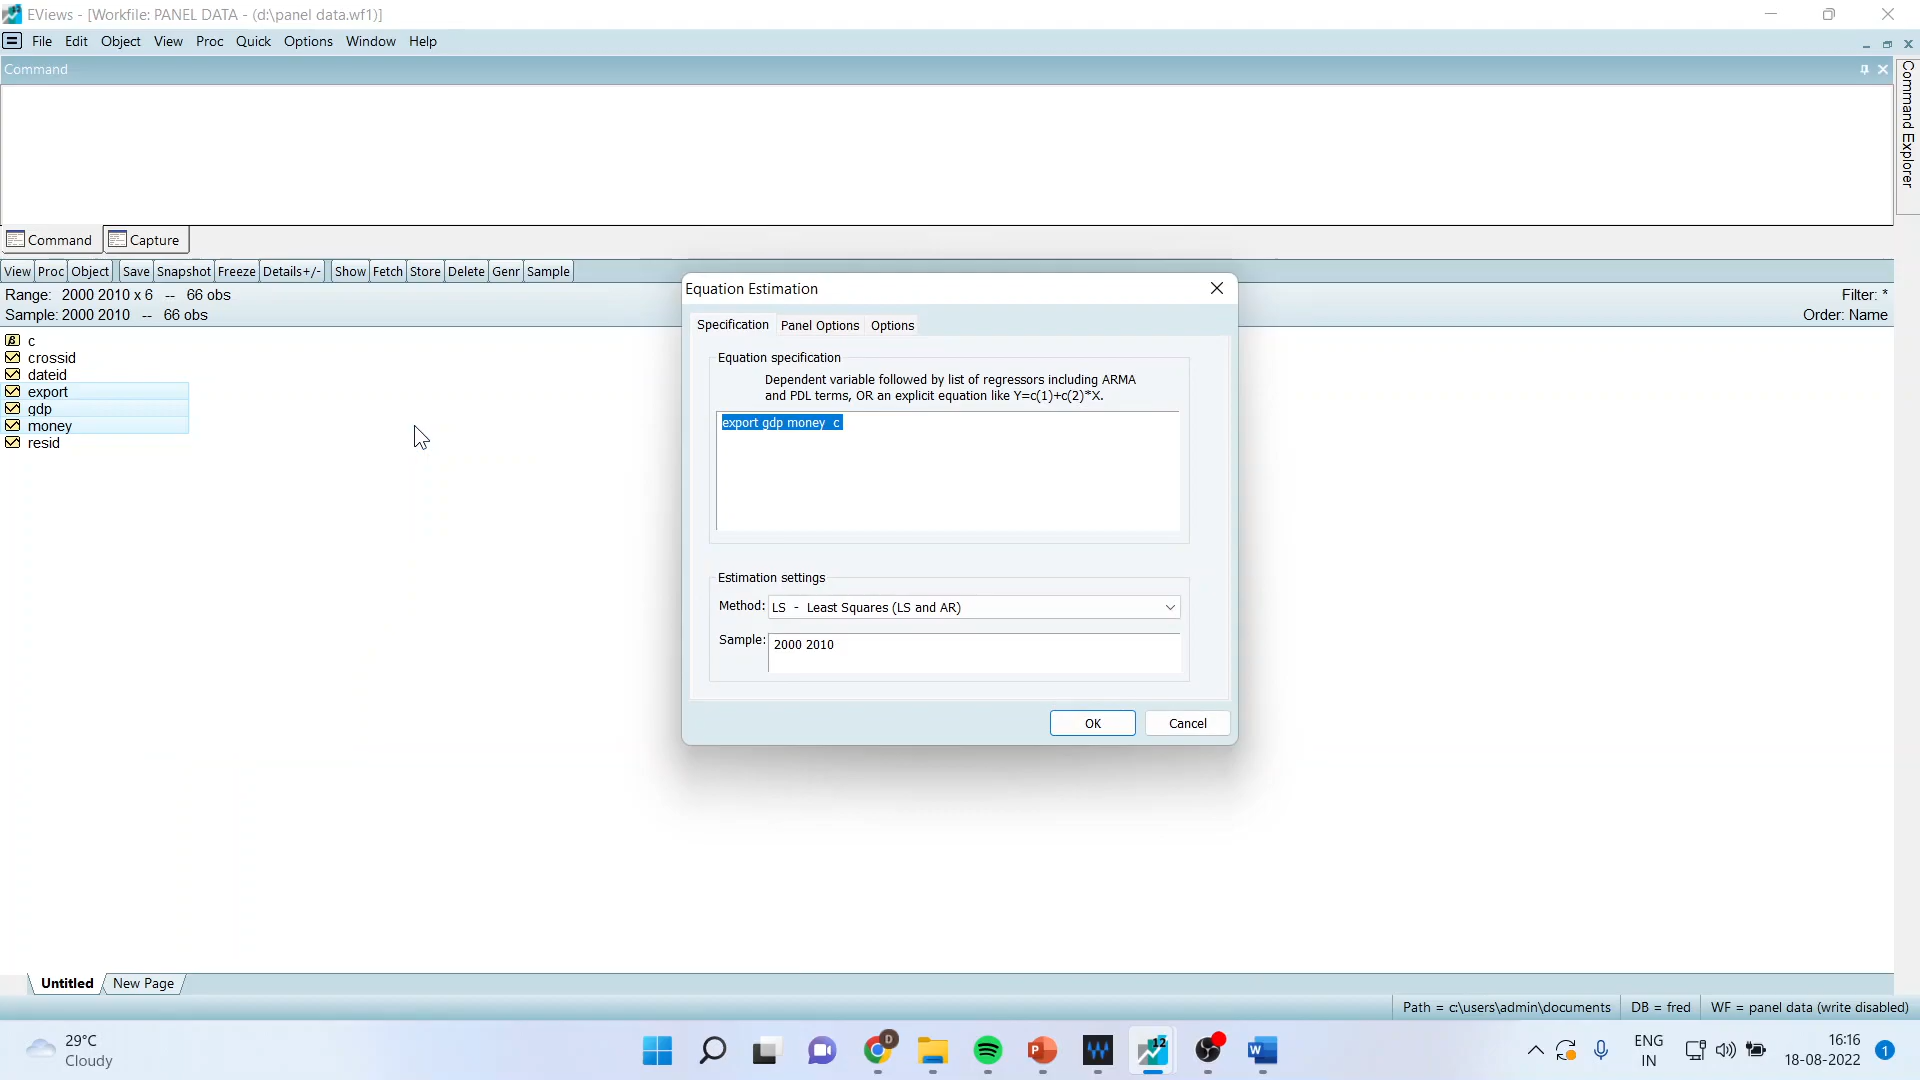 EViews - [Workfile: PANEL DATA - (d:\panel data.wf1)]
File Edit Object View Proc Quick Options Window Help
Command
Command Explorer
Command Capture
View Proc Object Save Snapshot Freeze Details+/- Show Fetch Store Delete Genr Sample
Range: 2000 2010 x 6 -- 66 obs
Filter: *
Sample: 2000 2010 -- 66 obs
Order: Name
c
crossid
dateid
export
gdp
money
resid
Equation Estimation
Specification Panel Options Options
Equation specification
Dependent variable followed by list of regressors including ARMA
and PDL terms, OR an explicit equation like Y=c(1)+c(2)*X.
export gdp money c
Estimation settings
Method: LS - Least Squares (LS and AR)
Sample: 2000 2010
OK Cancel
Untitled New Page
Path = c:\users\admin\documents DB = fred WF = panel data (write disabled)
29°C
Cloudy
D
P
W
12
W
ENG
IN
16:16
18-08-2022
1